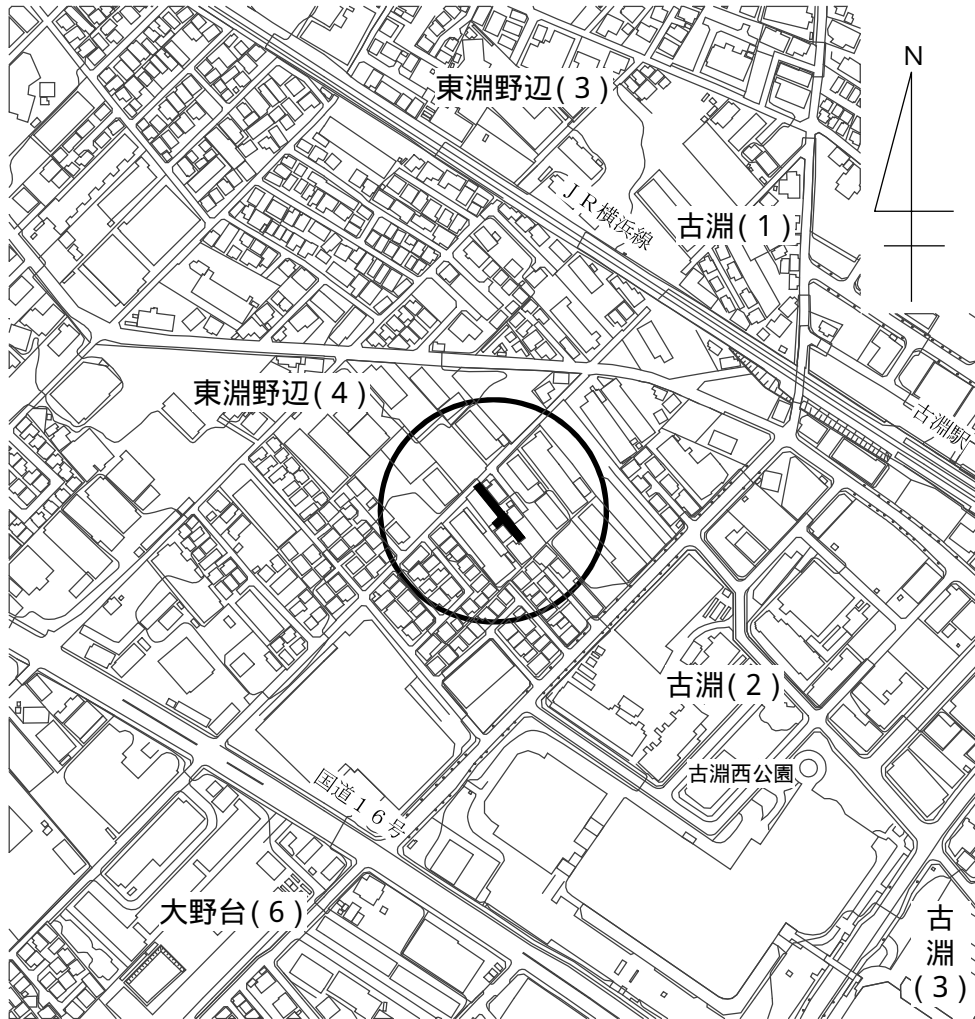 N
東淵野辺(3)
JR横浜線
古淵(1)
東淵野辺(4)
古淵駅
古淵(2)
古淵西公園
国道16号
大野台(6)
古
淵
(3)